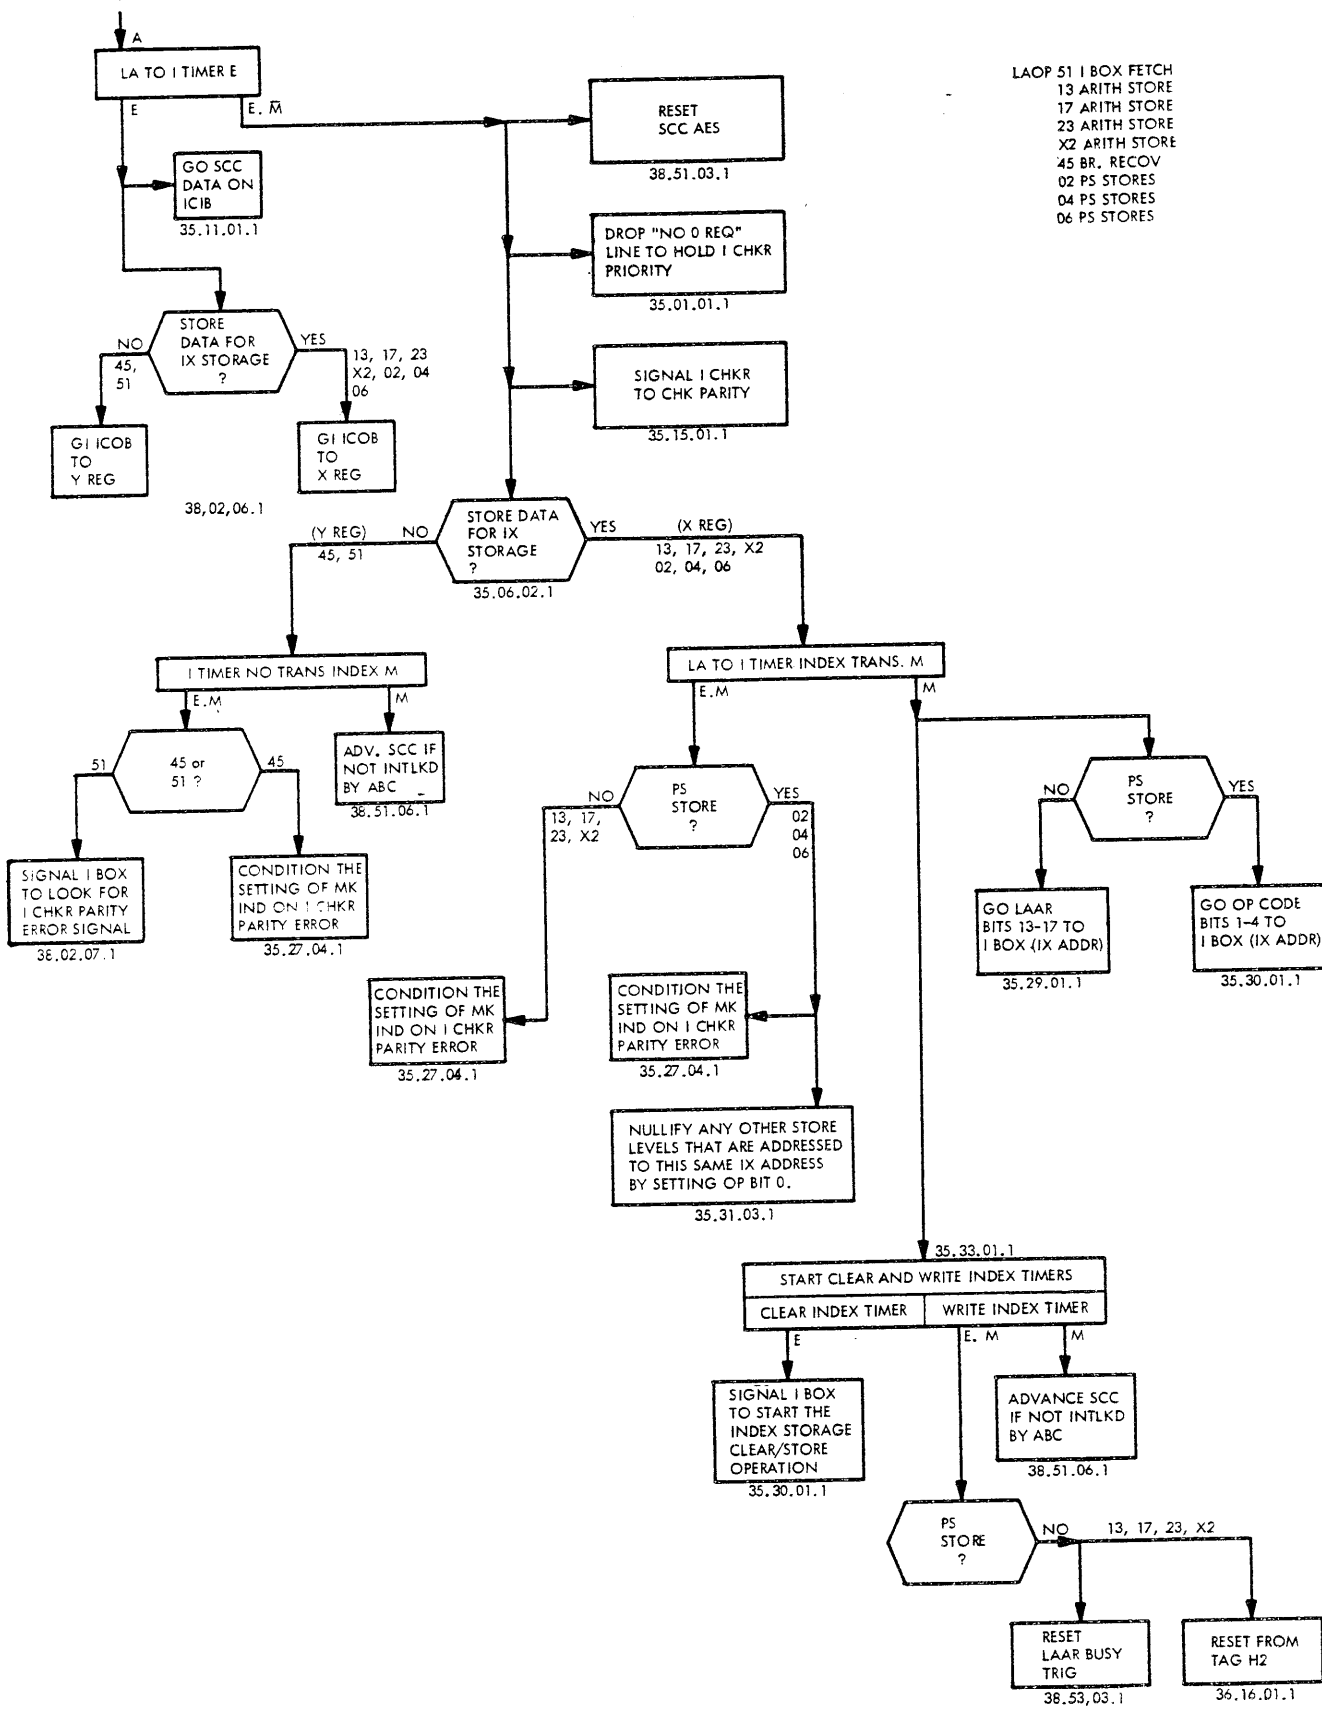 A
LA TO I TIMER E
E
E. M̅
LAOP 51 I BOX FETCH
13 ARITH STORE
17 ARITH STORE
23 ARITH STORE
X2 ARITH STORE
45 BR. RECOV
02 PS STORES
04 PS STORES
06 PS STORES
RESET
SCC AES
38.51.03.1
GO SCC
DATA ON
ICIB
35.11.01.1
DROP "NO 0 REQ"
LINE TO HOLD I CHKR
PRIORITY
35.01.01.1
STORE
DATA FOR
IX STORAGE
?
NO
45,
51
YES
13, 17, 23
X2, 02, 04
06
SIGNAL I CHKR
TO CHK PARITY
35.15.01.1
GI ICOB
TO
Y REG
GI ICOB
TO
X REG
38,02,06.1
STORE DATA
FOR IX
STORAGE
?
35.06.02.1
(Y REG)
NO
45, 51
YES
(X REG)
13, 17, 23, X2
02, 04, 06
I TIMER NO TRANS INDEX M
E.M
M
LA TO I TIMER INDEX TRANS. M
E.M
M
45 or
51 ?
51
45
ADV. SCC IF
NOT INTLKD
BY ABC
38.51.06.1
PS
STORE
?
NO
13, 17,
23, X2
YES
02
04
06
PS
STORE
?
NO
YES
SIGNAL I BOX
TO LOOK FOR
I CHKR PARITY
ERROR SIGNAL
38.02.07.1
CONDITION THE
SETTING OF MK
IND ON I CHKR
PARITY ERROR
35.27.04.1
GO LAAR
BITS 13-17 TO
I BOX (IX ADDR)
35.29.01.1
GO OP CODE
BITS 1-4 TO
I BOX (IX ADDR)
35.30.01.1
CONDITION THE
SETTING OF MK
IND ON I CHKR
PARITY ERROR
35.27.04.1
CONDITION THE
SETTING OF MK
IND ON I CHKR
PARITY ERROR
35.27.04.1
NULLIFY ANY OTHER STORE
LEVELS THAT ARE ADDRESSED
TO THIS SAME IX ADDRESS
BY SETTING OP BIT 0.
35.31.03.1
35.33.01.1
START CLEAR AND WRITE INDEX TIMERS
CLEAR INDEX TIMER
WRITE INDEX TIMER
E
E. M
M
SIGNAL I BOX
TO START THE
INDEX STORAGE
CLEAR/STORE
OPERATION
35.30.01.1
ADVANCE SCC
IF NOT INTLKD
BY ABC
38.51.06.1
PS
STORE
?
NO
13, 17, 23, X2
RESET
LAAR BUSY
TRIG
38.53,03.1
RESET FROM
TAG H2
36.16.01.1